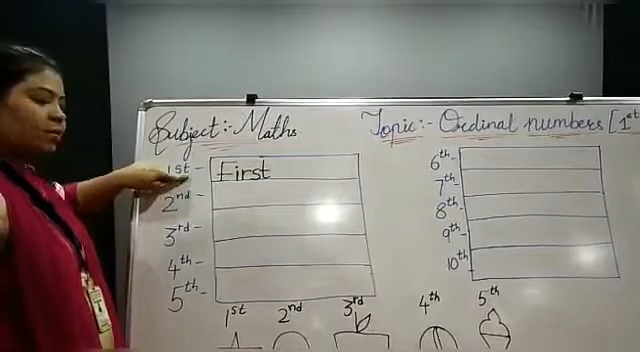 Subject:- Maths
Topic:- Ordinal numbers [1st
1st - First
2nd -
3rd -
4th -
5th -
6th -
7th -
8th -
9th -
10th -
1st 2nd 3rd 4th 5th